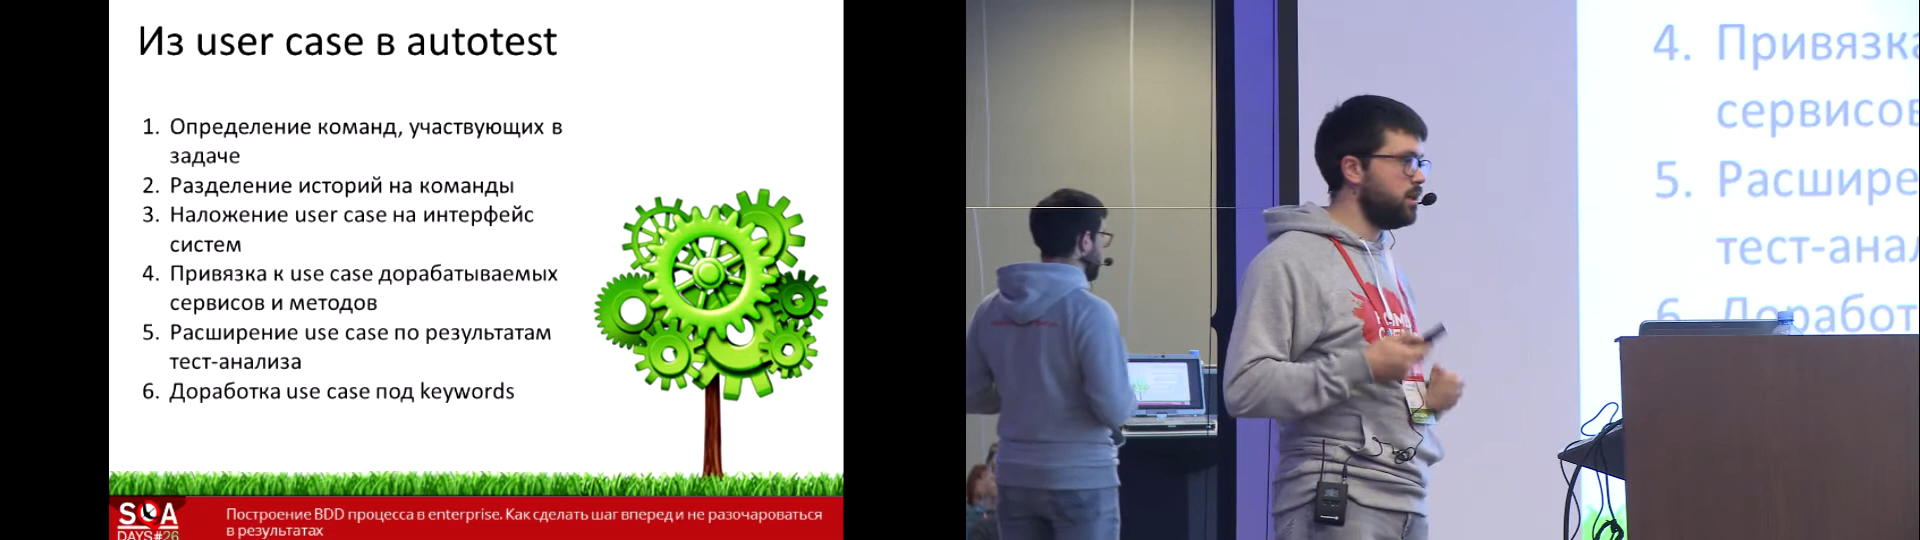 Из user case в autotest
1. Определение команд, участвующих в
задаче
2. Разделение историй на команды
3. Наложение user case на интерфейс
систем
4. Привязка к use case дорабатываемых
сервисов и методов
5. Расширение use case по результатам
тест-анализа
6. Доработка use case под keywords
SQA
DAYS#26
Построение BDD процесса в enterprise. Как сделать шаг вперед и не разочароваться
в результатах
4. Привязка
сервисов
5. Расшире
тест-анал
6. Доработ